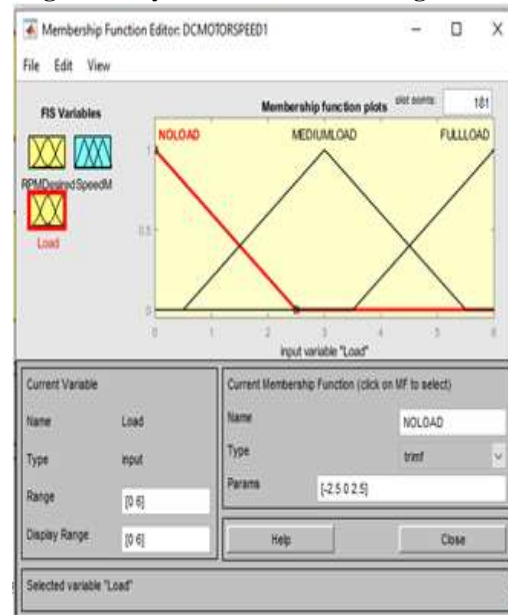 Membership Function Editor: DCMOTORSPEED1
File Edit View
FIS Variables
Membership function plots
plot points:
181
RPMDesired SpeedM
Load
NOLOAD
MEDIUMLOAD
FULLLOAD
1
0.5
0
0 1 2 3 4 5 6
input variable "Load"
Current Variable
Name Load
Type input
Range [0 6]
Display Range [0 6]
Current Membership Function (click on MF to select)
Name NOLOAD
Type trimf
Params [-2.5 0 2.5]
Help
Close
Selected variable "Load"